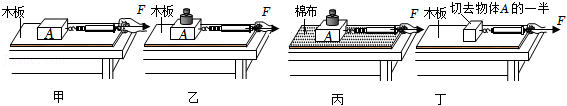 木板 A F
木板 A F
棉布 A F
木板 切去物体A的一半 F
甲 乙 丙 丁